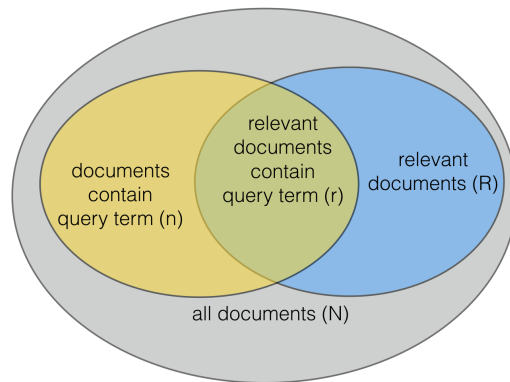 documents
contain
query term (n)
relevant
documents
contain
query term (r)
relevant
documents (R)
all documents (N)